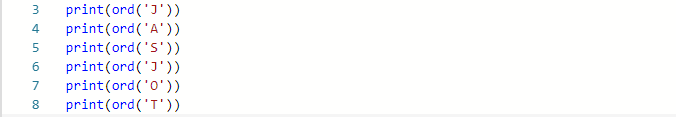 3 print(ord('J'))
4 print(ord('A'))
5 print(ord('S'))
6 print(ord('J'))
7 print(ord('O'))
8 print(ord('T'))